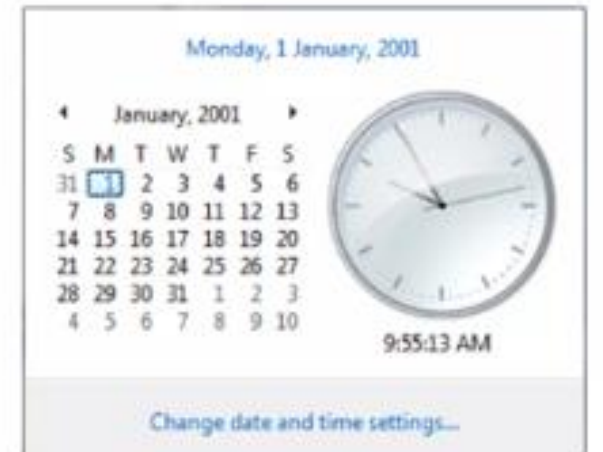 Monday, 1 January, 2001
January, 2001
S M T W T F S
31 1 2 3 4 5 6
7 8 9 10 11 12 13
14 15 16 17 18 19 20
21 22 23 24 25 26 27
28 29 30 31 1 2 3
4 5 6 7 8 9 10
9:55:13 AM
Change date and time settings...